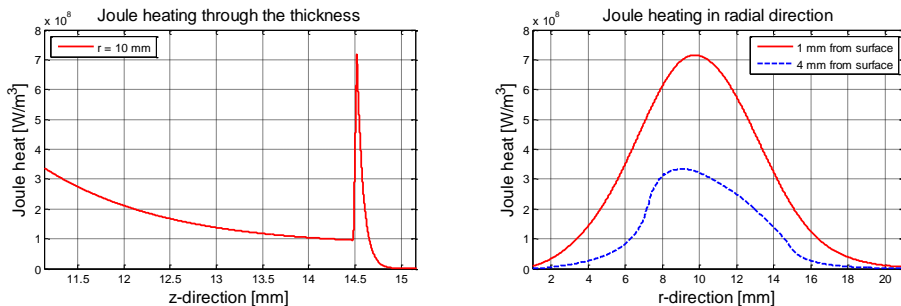 Joule heating through the thickness
x 10^8
8
7
6
5
4
3
2
1
0
Joule heat [W/m^3]
r = 10 mm
11.5 12 12.5 13 13.5 14 14.5 15
z-direction [mm]
Joule heating in radial direction
x 10^8
8
7
6
5
4
3
2
1
0
Joule heat [W/m^3]
1 mm from surface
4 mm from surface
2 4 6 8 10 12 14 16 18 20
r-direction [mm]